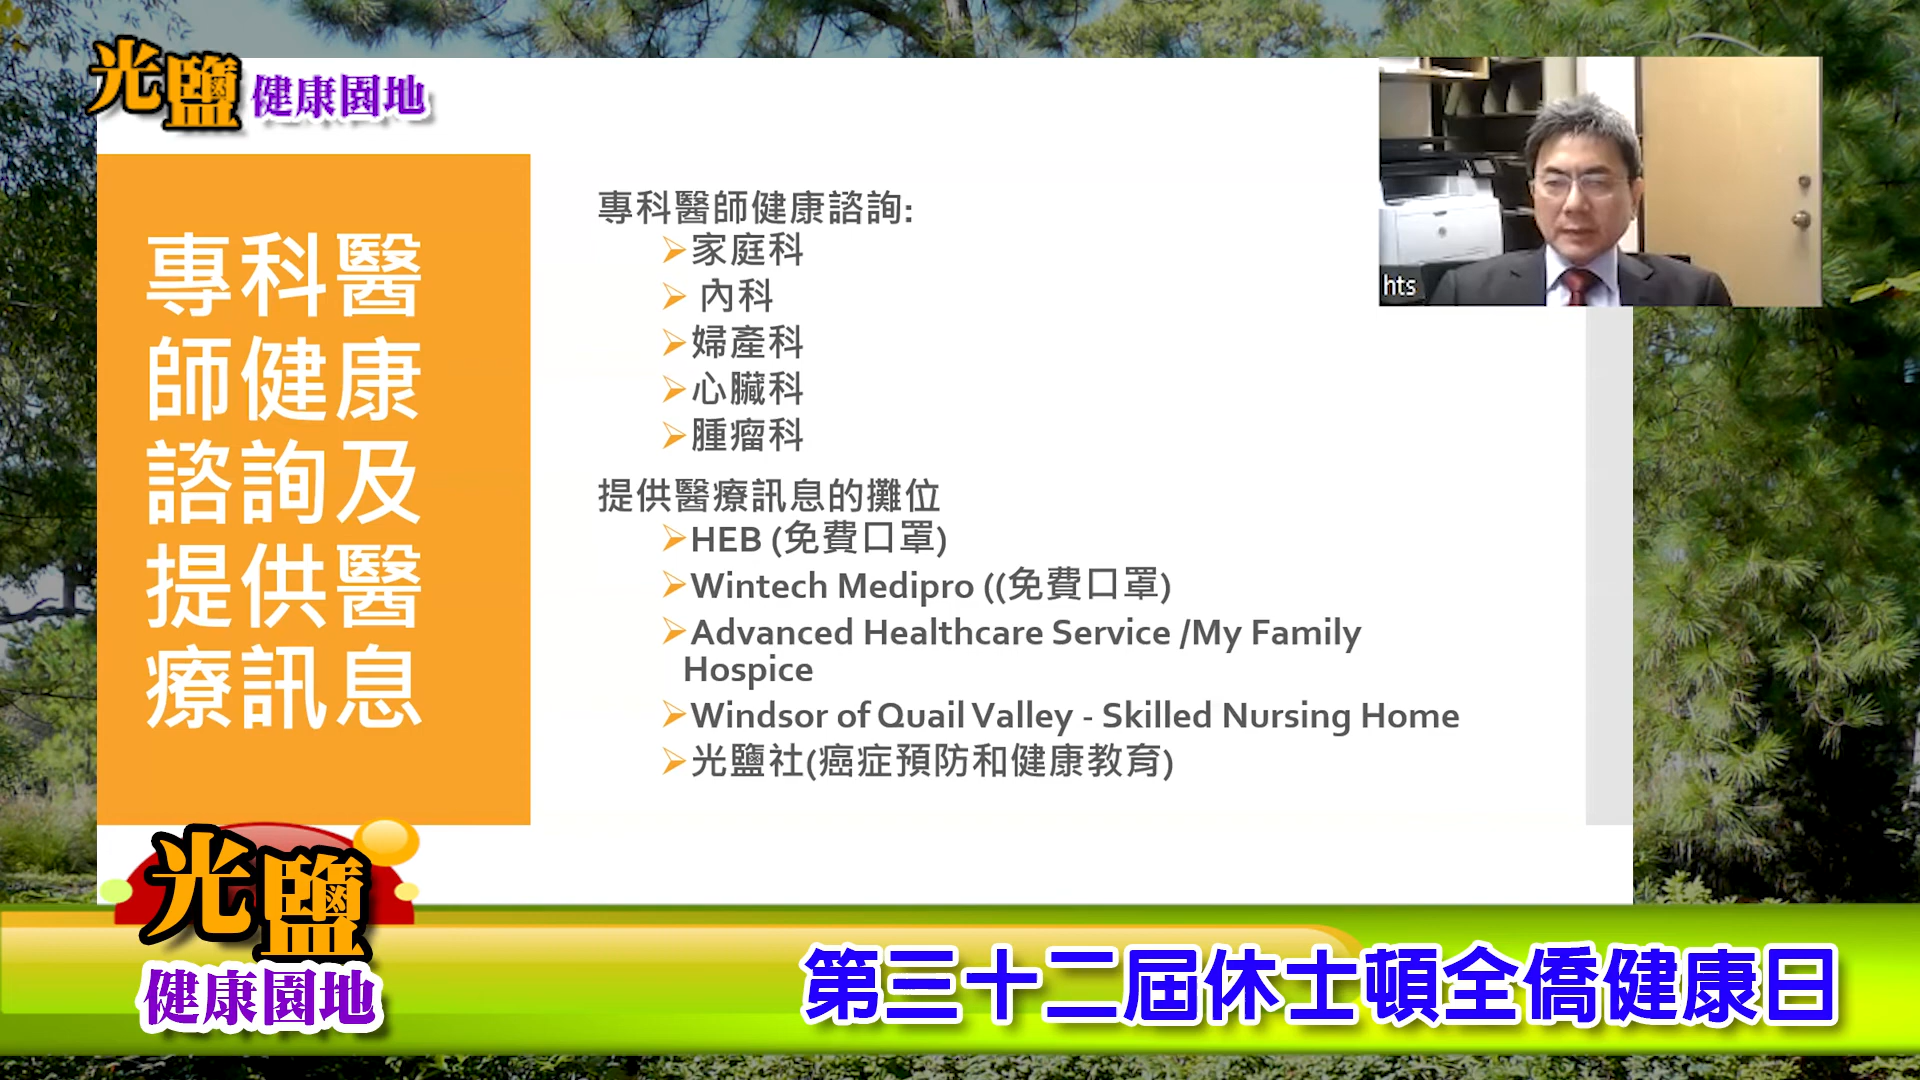 光鹽 健康園地
專科醫
師健康
諮詢及
提供醫
療訊息
專科醫師健康諮詢:
家庭科
內科
婦產科
心臟科
腫瘤科
提供醫療訊息的攤位
HEB (免費口罩)
Wintech Medipro ((免費口罩)
Advanced Healthcare Service /My Family
Hospice
Windsor of Quail Valley - Skilled Nursing Home
光鹽社(癌症預防和健康教育)
hts
光鹽
健康園地
第三十二屆休士頓全僑健康日